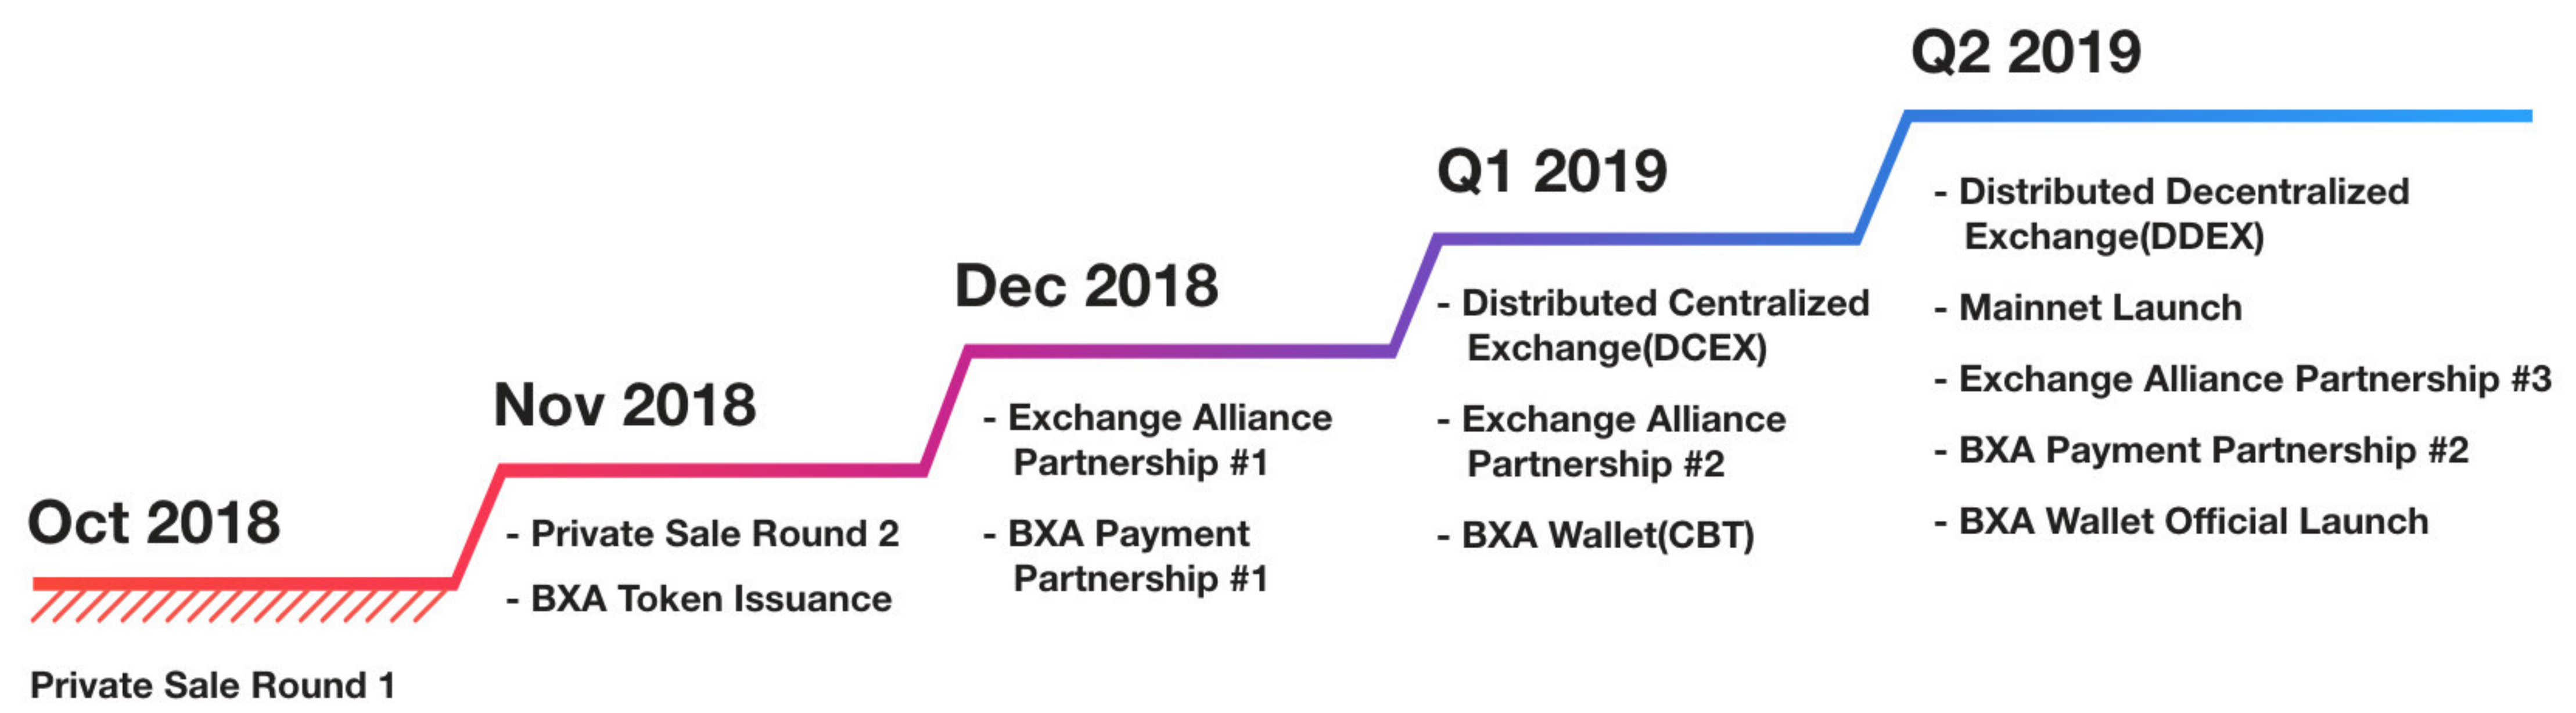 Oct 2018
Private Sale Round 1
Nov 2018
- Private Sale Round 2
- BXA Token Issuance
Dec 2018
- Exchange Alliance
Partnership #1
- BXA Payment
Partnership #1
Q1 2019
- Distributed Centralized
Exchange(DCEX)
- Exchange Alliance
Partnership #2
- BXA Wallet(CBT)
Q2 2019
- Distributed Decentralized
Exchange(DDEX)
- Mainnet Launch
- Exchange Alliance Partnership #3
- BXA Payment Partnership #2
- BXA Wallet Official Launch